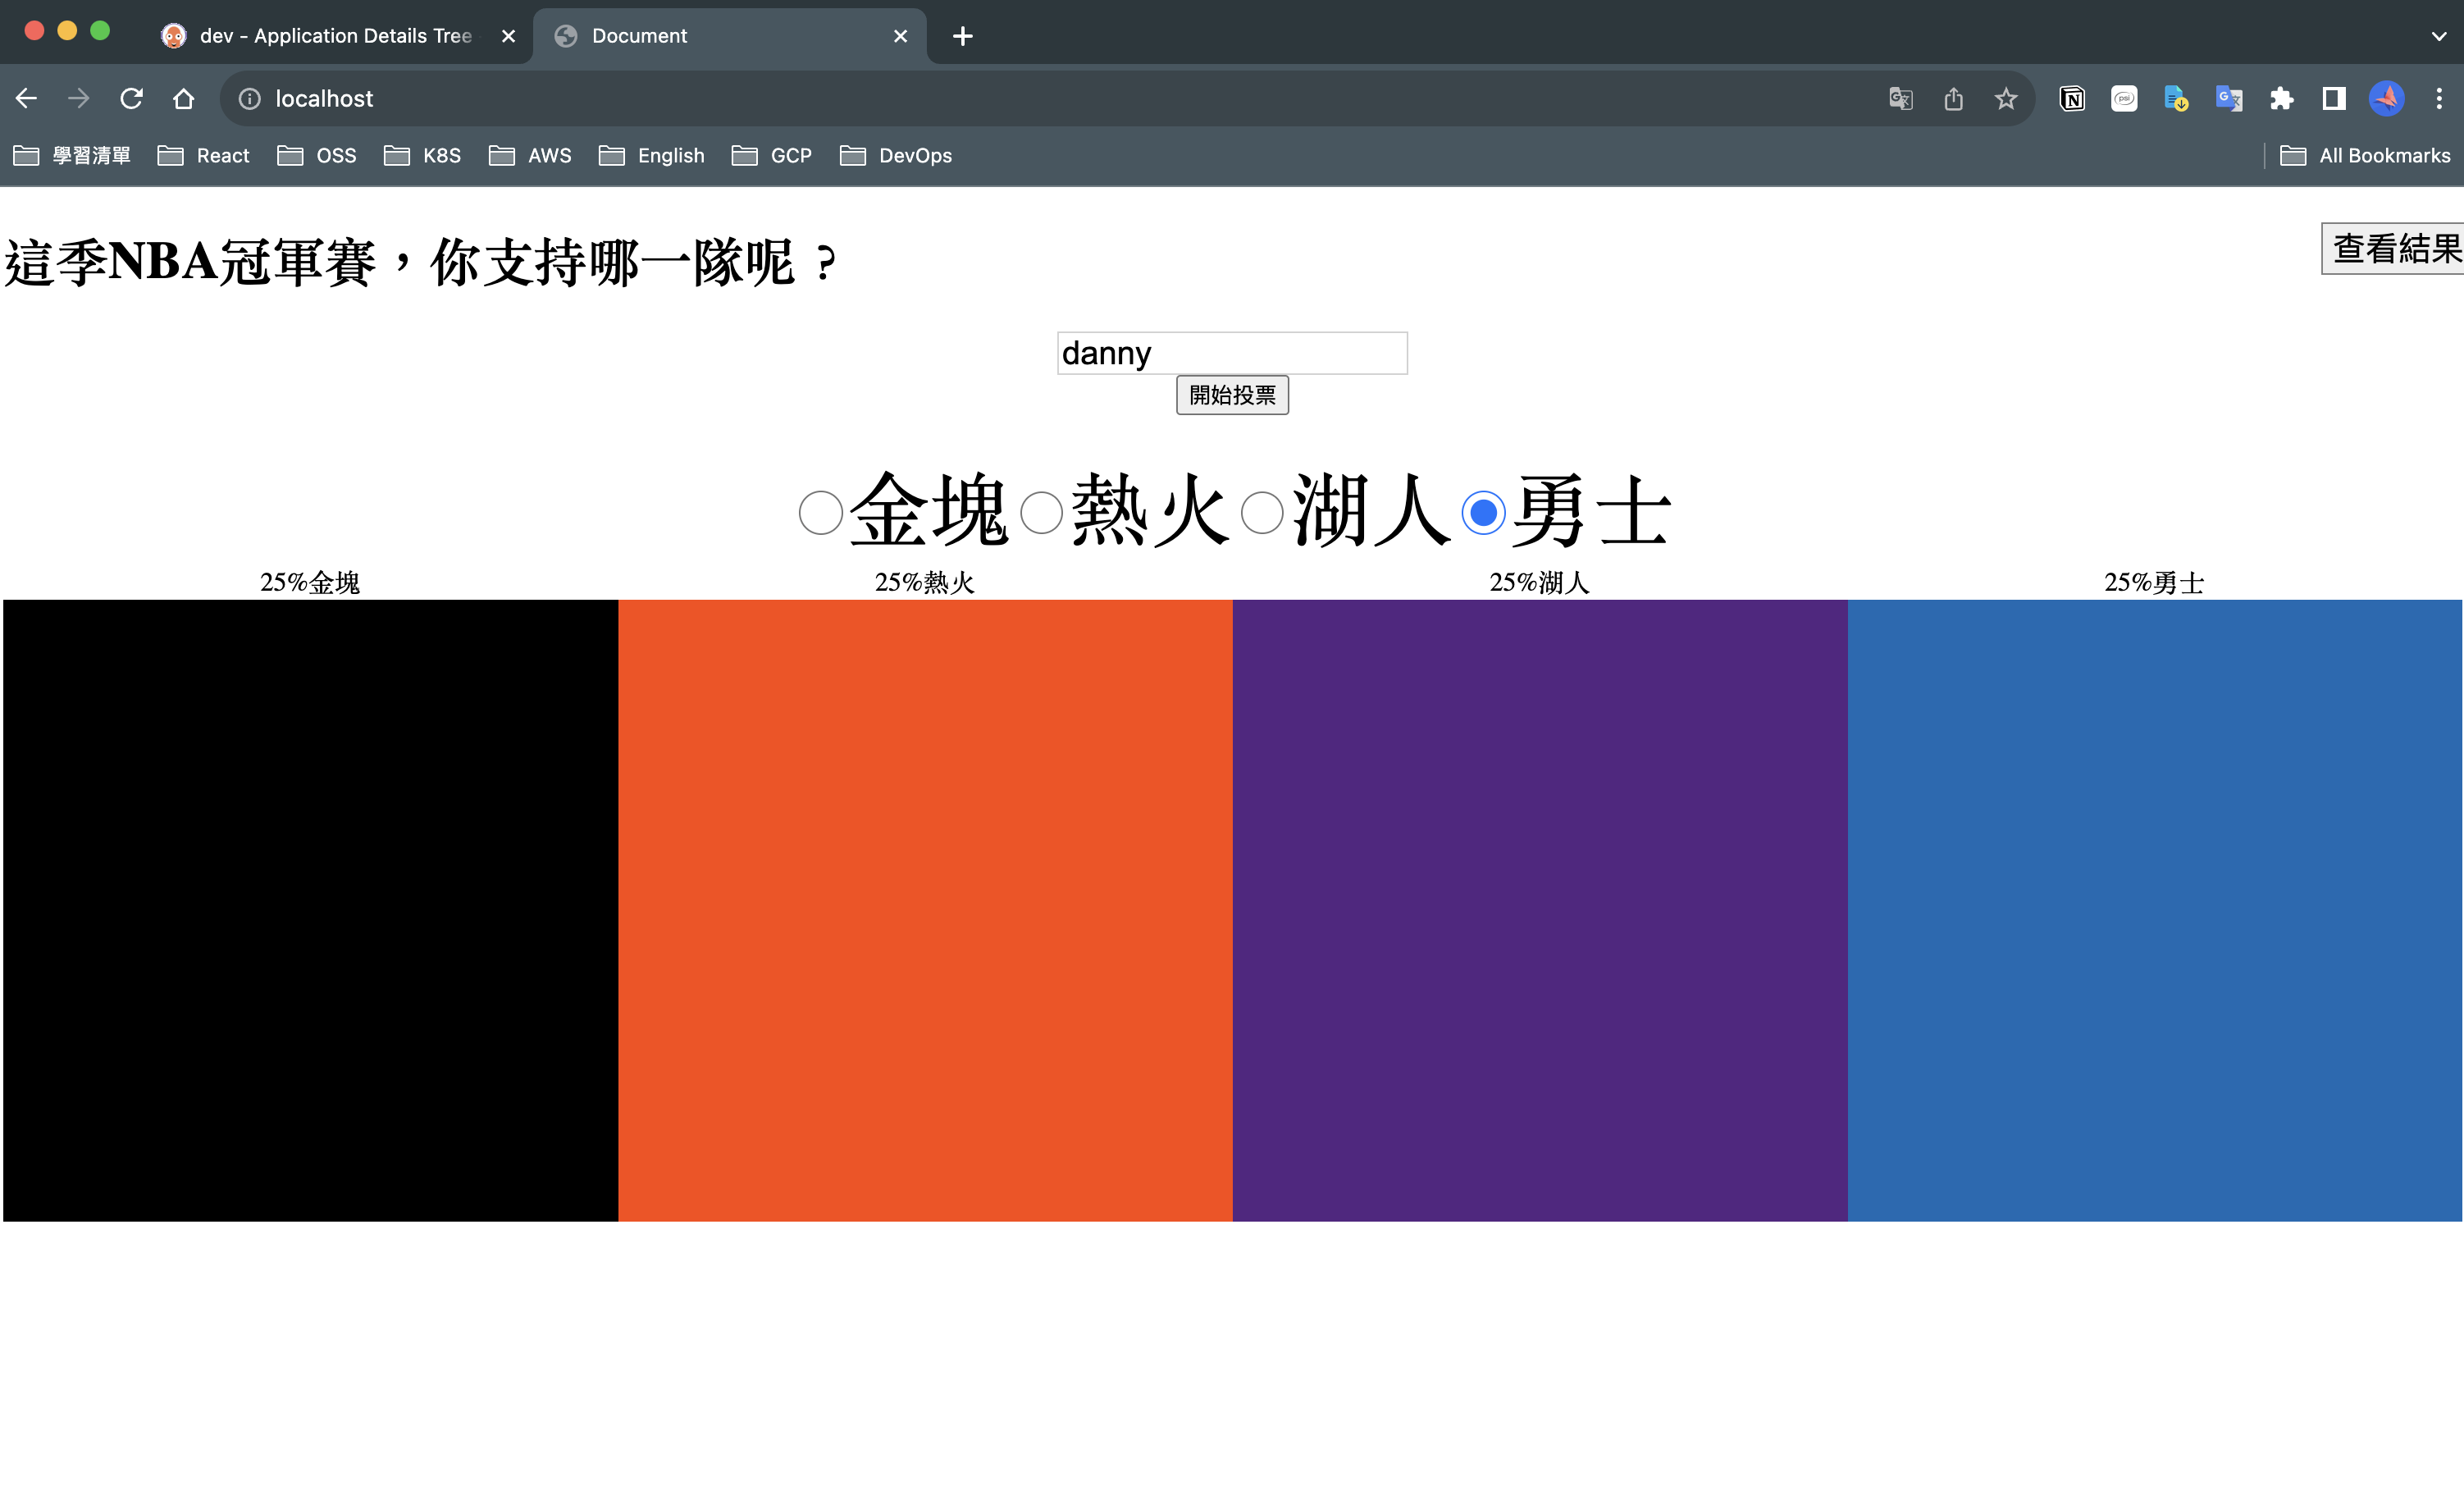 dev - Application Details Tree
Document
localhost
學習清單 React OSS K8S AWS English GCP DevOps All Bookmarks
這季NBA冠軍賽，你支持哪一隊呢？
查看結果
danny
開始投票
金塊 熱火 湖人 勇士
25%金塊 25%熱火 25%湖人 25%勇士